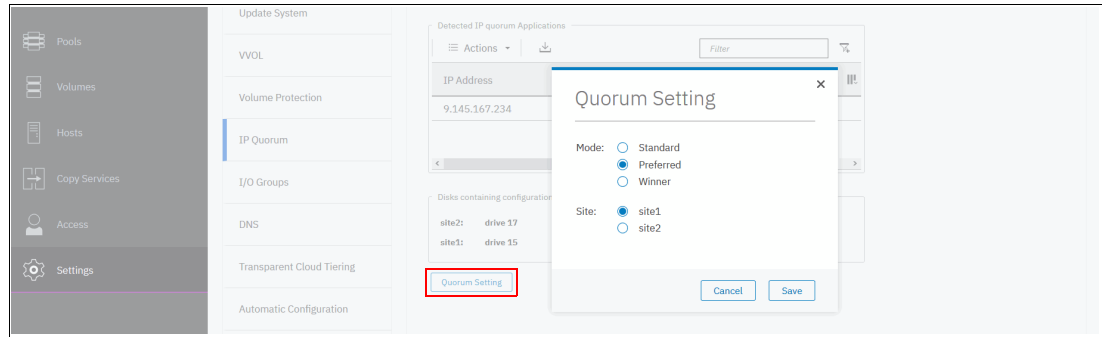 Pools
Volumes
Hosts
Copy Services
Access
Settings
Update System
VVOL
Volume Protection
IP Quorum
I/O Groups
DNS
Transparent Cloud Tiering
Automatic Configuration
Detected IP quorum Applications
Actions
Filter
IP Address
9.145.167.234
Disks containing configuration
site2: drive 17
site1: drive 15
Quorum Setting
Quorum Setting
Mode: Standard
Preferred
Winner
Site: site1
site2
Cancel Save